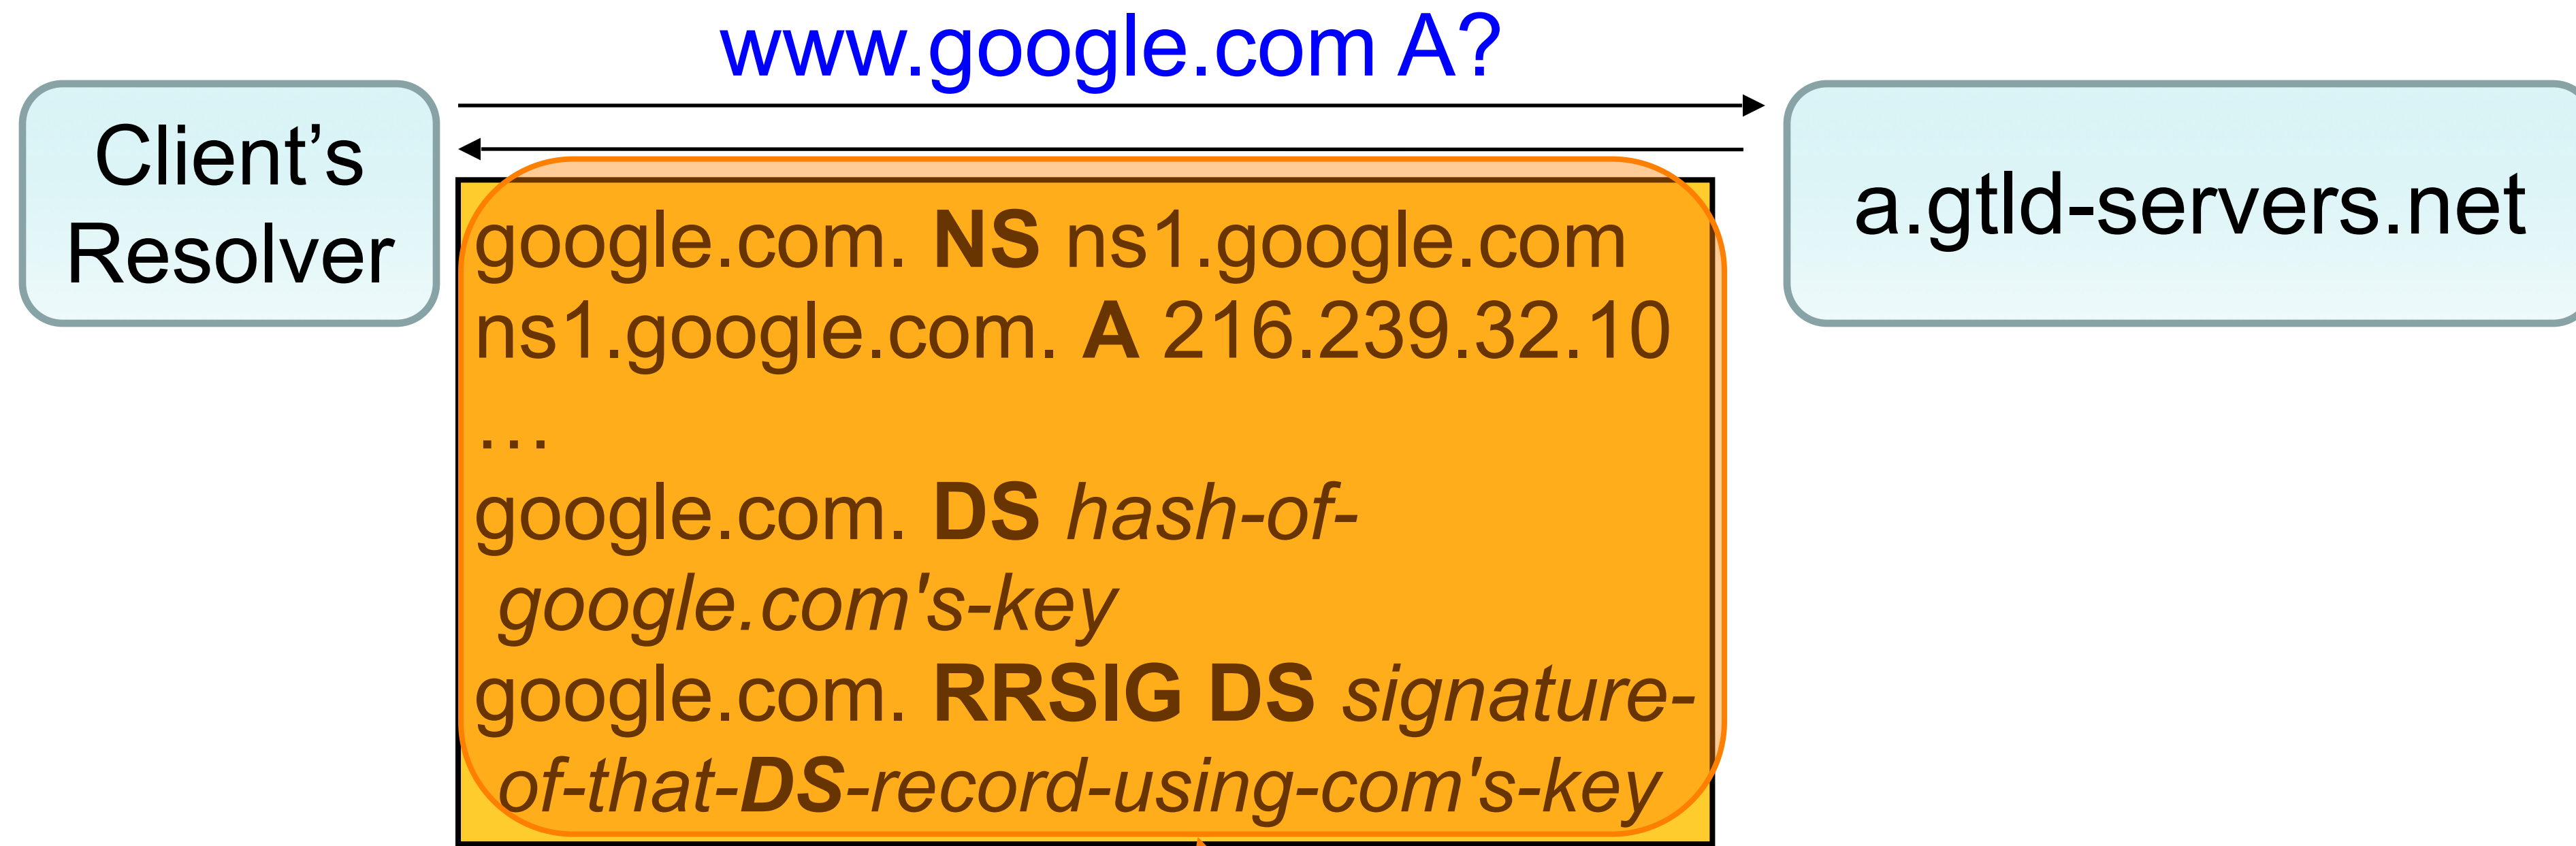 www.google.com A?
Client’s
Resolver
a.gtld-servers.net
google.com. NS ns1.google.com
ns1.google.com. A 216.239.32.10
…
google.com. DS hash-of-
google.com's-key
google.com. RRSIG DS signature-
of-that-DS-record-using-com's-key